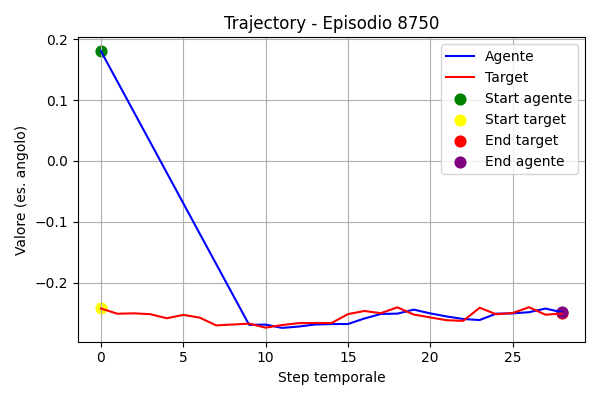 Trajectory - Episodio 8750
Agente
Target
Start agente
Start target
End target
End agente
Valore (es. angolo)
0.2
0.1
0.0
−0.1
−0.2
0
5
10
15
20
25
Step temporale